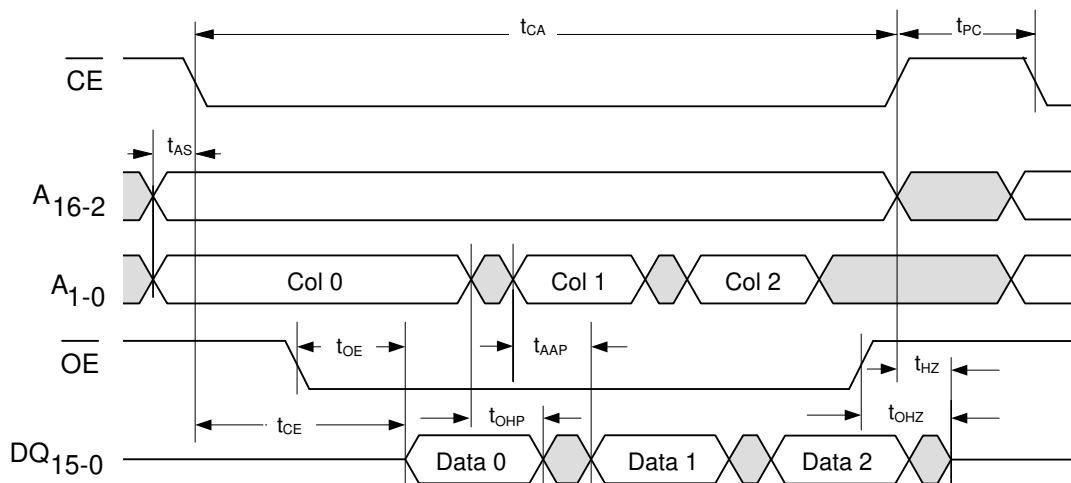 tCA
tPC
CE
tAS
A16-2
A1-0
Col 0
Col 1
Col 2
OE
tOE
tAAP
tHZ
tCE
tOHP
tOHZ
DQ15-0
Data 0
Data 1
Data 2